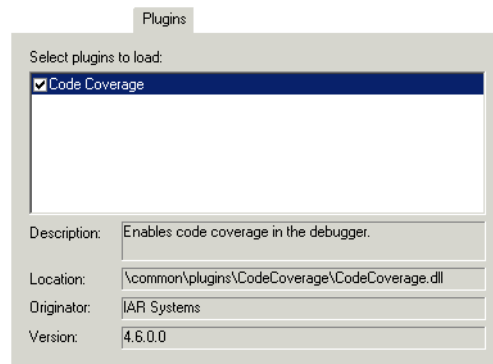 Plugins
Select plugins to load:
Code Coverage
Description: Enables code coverage in the debugger.
Location: \common\plugins\CodeCoverage\CodeCoverage.dll
Originator: IAR Systems
Version: 4.6.0.0